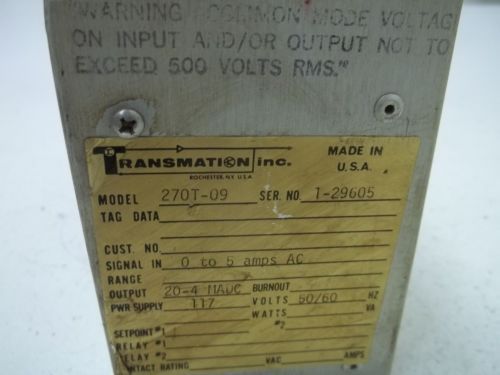 "WARNING COMMON MODE VOLTAG
ON INPUT AND/OR OUTPUT NOT TO
EXCEED 500 VOLTS RMS."
TRANSMATION Inc.
ROCHESTER, N.Y. U.S.A.
MADE IN
U.S.A.
MODEL 270T-09 SER. NO. 1-29605
TAG DATA
CUST. NO.
SIGNAL IN 0 to 5 amps AC
RANGE
OUTPUT 20-4 MADC BURNOUT
PWR SUPPLY 117 VOLTS 50/60 HZ
WATTS VA
SETPOINT #1 #2
RELAY #1
RELAY #2
CONTACT RATING VAC AMPS